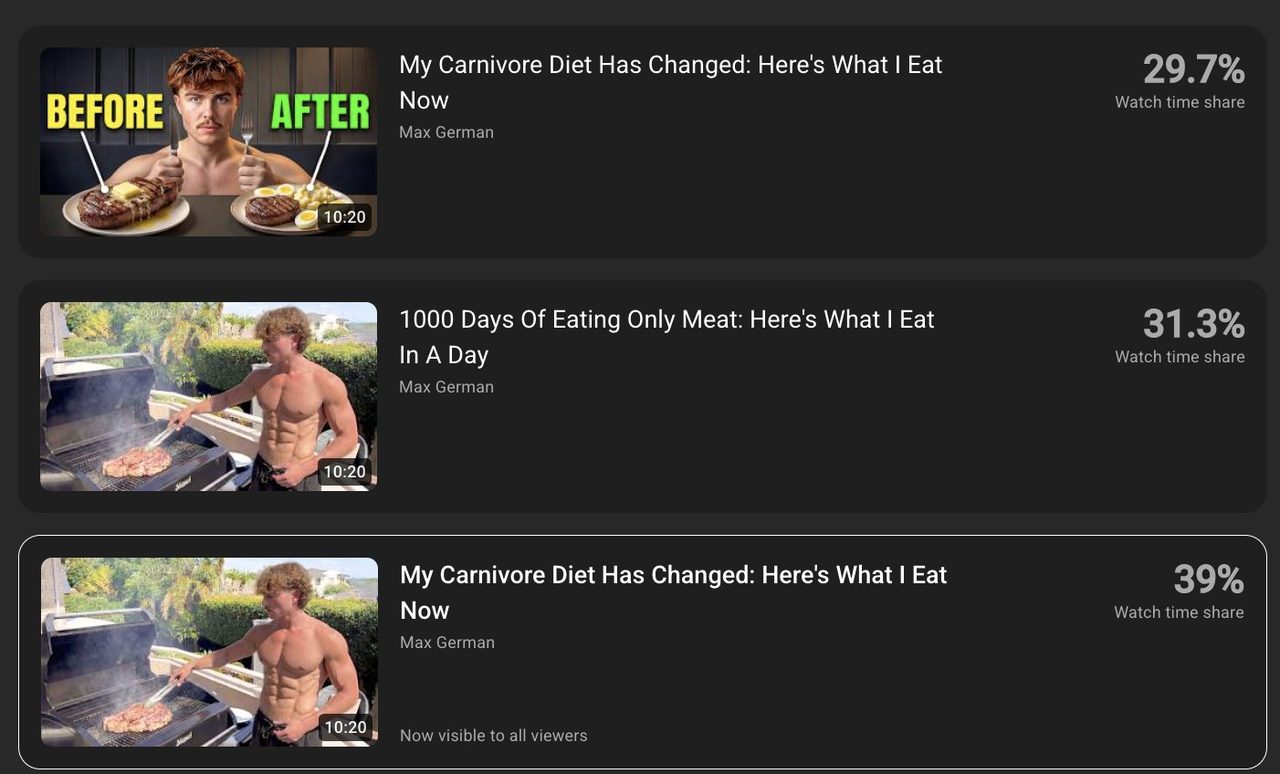 My Carnivore Diet Has Changed: Here's What I Eat
Now
Max German
29.7%
Watch time share
BEFORE
AFTER
10:20
1000 Days Of Eating Only Meat: Here's What I Eat
In A Day
Max German
31.3%
Watch time share
10:20
My Carnivore Diet Has Changed: Here's What I Eat
Now
Max German
39%
Watch time share
10:20
Now visible to all viewers